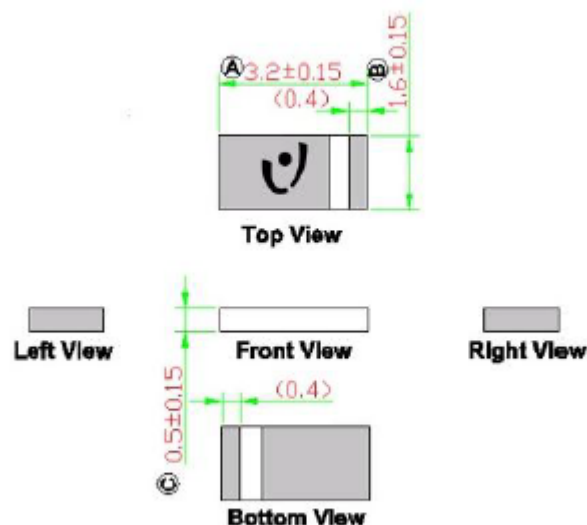 Ⓐ 3.2±0.15
(0.4)
Ⓑ 1.6±0.15
Top View
Left View
Front View
Right View
Ⓒ 0.5±0.15
(0.4)
Bottom View